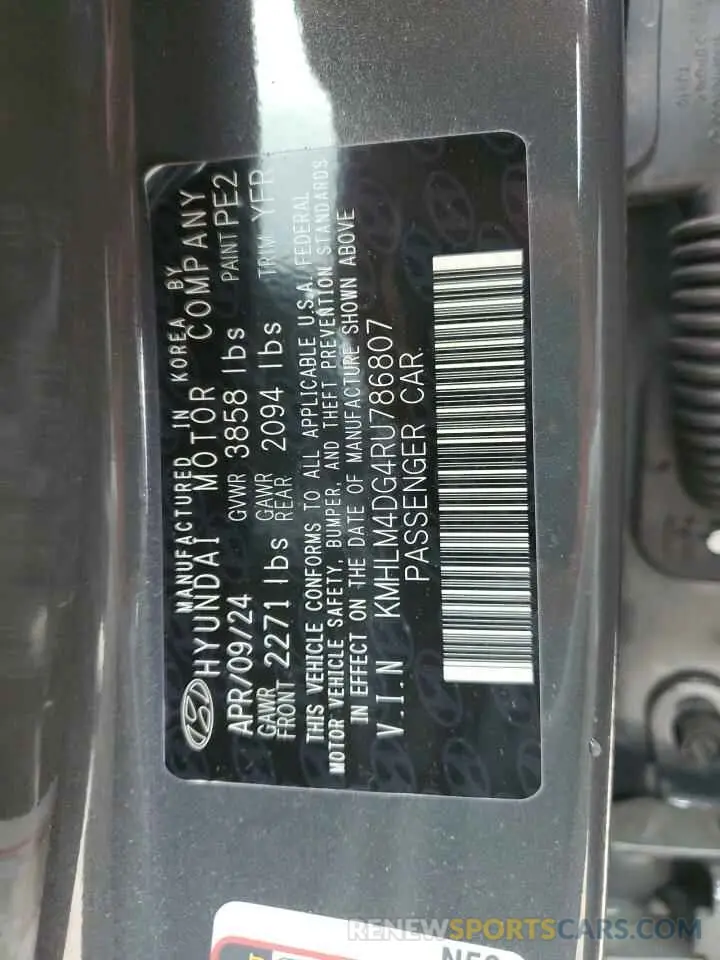 MANUFACTURED IN KOREA BY
HYUNDAI MOTOR COMPANY
APR/09/24 GVWR 3858 lbs PAINT PE2
GAWR FRONT 2271 lbs GAWR REAR 2094 lbs TRIM YFR
THIS VEHICLE CONFORMS TO ALL APPLICABLE U.S.A. FEDERAL
MOTOR VEHICLE SAFETY, BUMPER, AND THEFT PREVENTION STANDARDS
IN EFFECT ON THE DATE OF MANUFACTURE SHOWN ABOVE
V.I.N KMHLM4DG4RU786807
PASSENGER CAR.
RENEWSPORTSCARS.COM